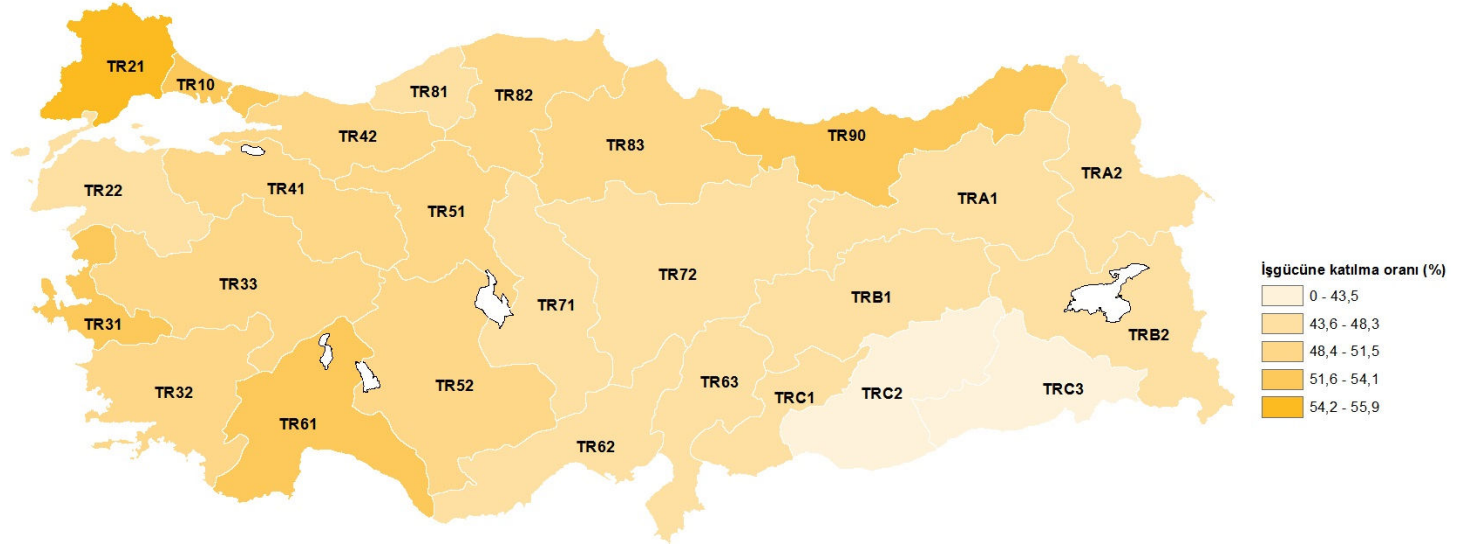 TR21
TR10
TR81
TR82
TR42
TR83
TR90
TR22
TR41
TRA2
TRA1
TR51
TR33
TR72
TR71
TRB1
TR31
TRB2
TR32
TR52
TR63
TRC1
TRC2
TRC3
TR61
TR62
İşgücüne katılma oranı (%)
0 - 43,5
43,6 - 48,3
48,4 - 51,5
51,6 - 54,1
54,2 - 55,9